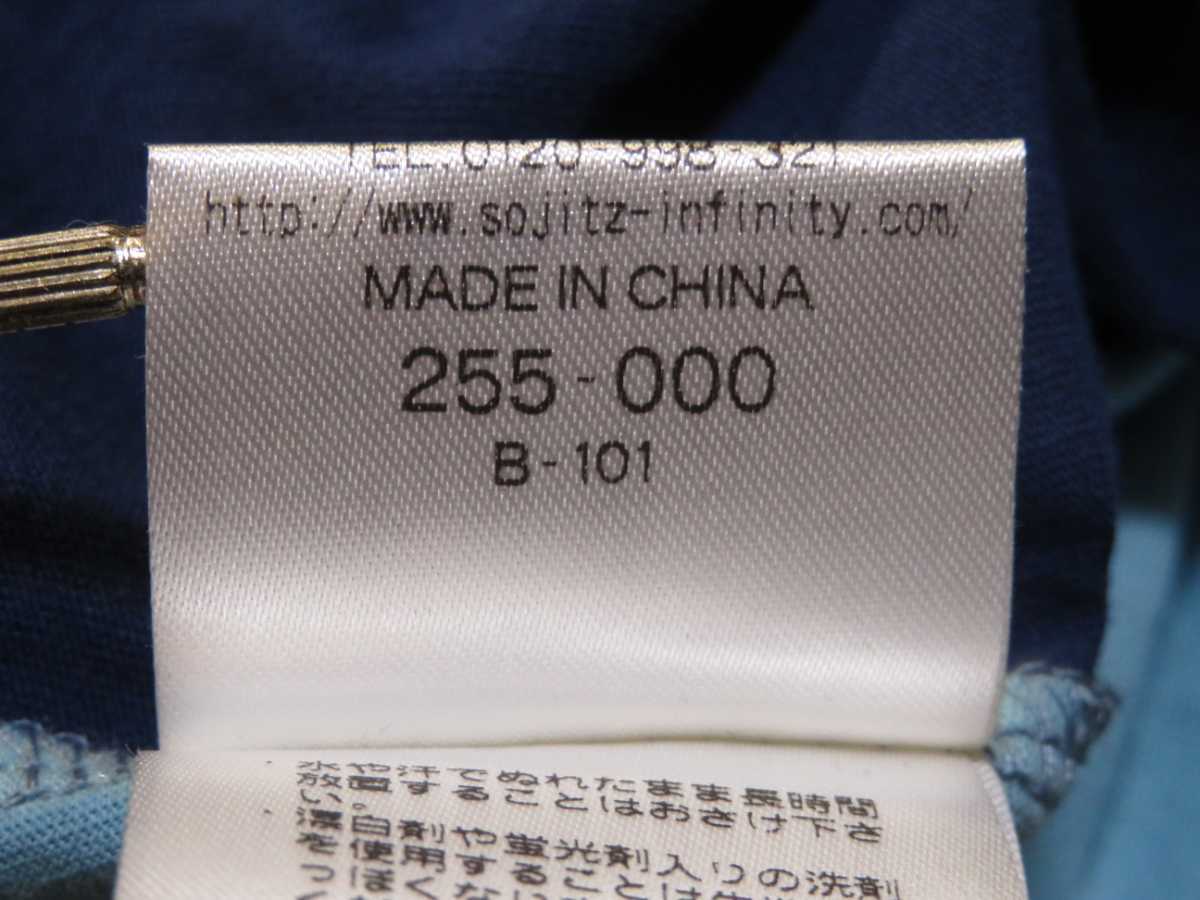 TEL.0120-998-321
http://www.sojitz-infinity.com/
MADE IN CHINA
255-000
B-101
水や汗でぬれたまま長時間
放置することはおさけ下さ
い。
漂白剤や蛍光剤入りの洗剤
を使用することは